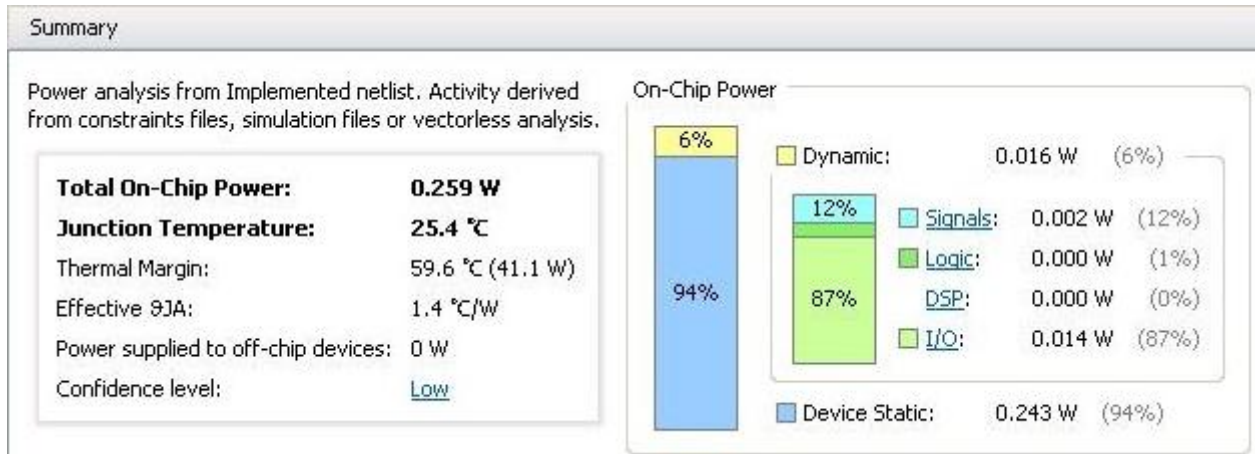 Summary
Power analysis from Implemented netlist. Activity derived
from constraints files, simulation files or vectorless analysis.
Total On-Chip Power: 0.259 W
Junction Temperature: 25.4 °C
Thermal Margin: 59.6 °C (41.1 W)
Effective ϑJA: 1.4 °C/W
Power supplied to off-chip devices: 0 W
Confidence level: Low
On-Chip Power
6%
94%
Dynamic: 0.016 W (6%)
12%
87%
Signals: 0.002 W (12%)
Logic: 0.000 W (1%)
DSP: 0.000 W (0%)
I/O: 0.014 W (87%)
Device Static: 0.243 W (94%)